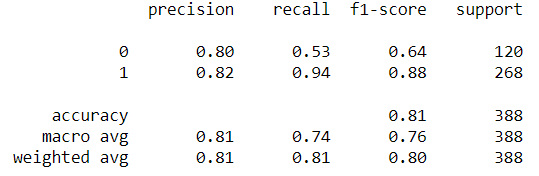 precision recall f1-score support
0 0.80 0.53 0.64 120
1 0.82 0.94 0.88 268
accuracy 0.81 388
macro avg 0.81 0.74 0.76 388
weighted avg 0.81 0.81 0.80 388